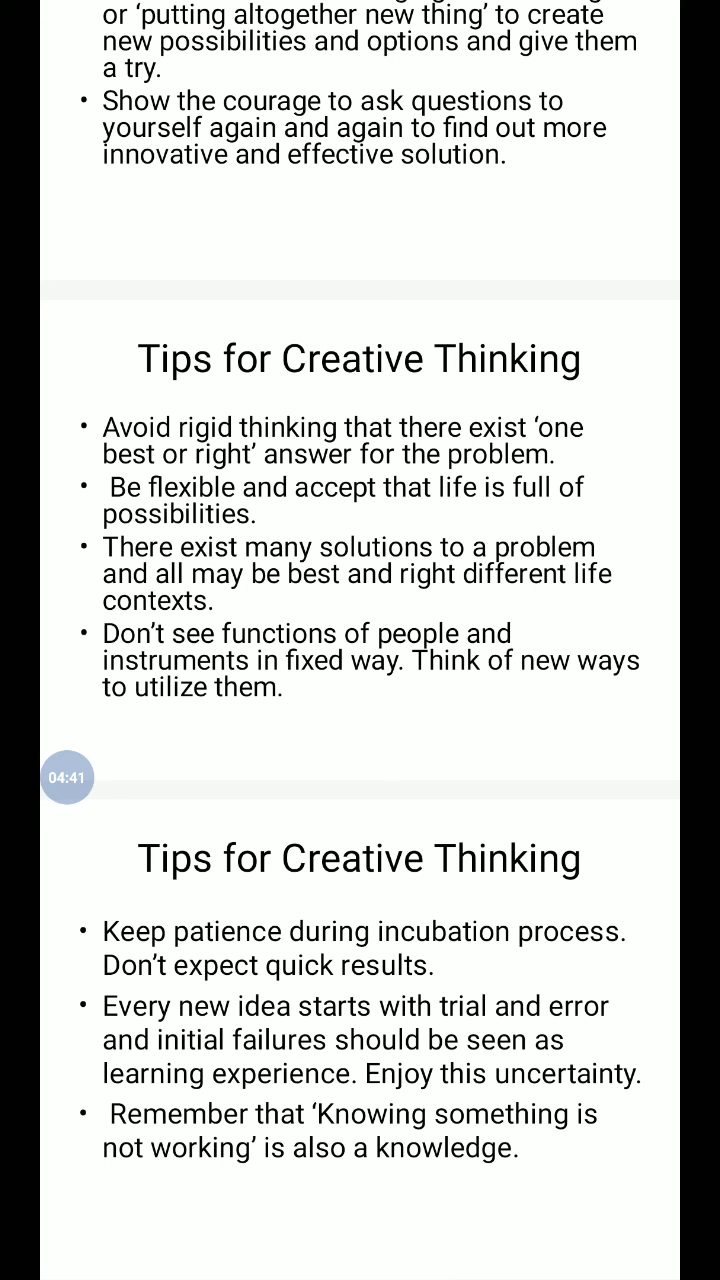 or ‘putting altogether new thing’ to create
new possibilities and options and give them
a try.
• Show the courage to ask questions to
yourself again and again to find out more
innovative and effective solution.
Tips for Creative Thinking
• Avoid rigid thinking that there exist ‘one
best or right’ answer for the problem.
• Be flexible and accept that life is full of
possibilities.
• There exist many solutions to a problem
and all may be best and right different life
contexts.
• Don’t see functions of people and
instruments in fixed way. Think of new ways
to utilize them.
04:41
Tips for Creative Thinking
• Keep patience during incubation process.
Don’t expect quick results.
• Every new idea starts with trial and error
and initial failures should be seen as
learning experience. Enjoy this uncertainty.
• Remember that ‘Knowing something is
not working’ is also a knowledge.